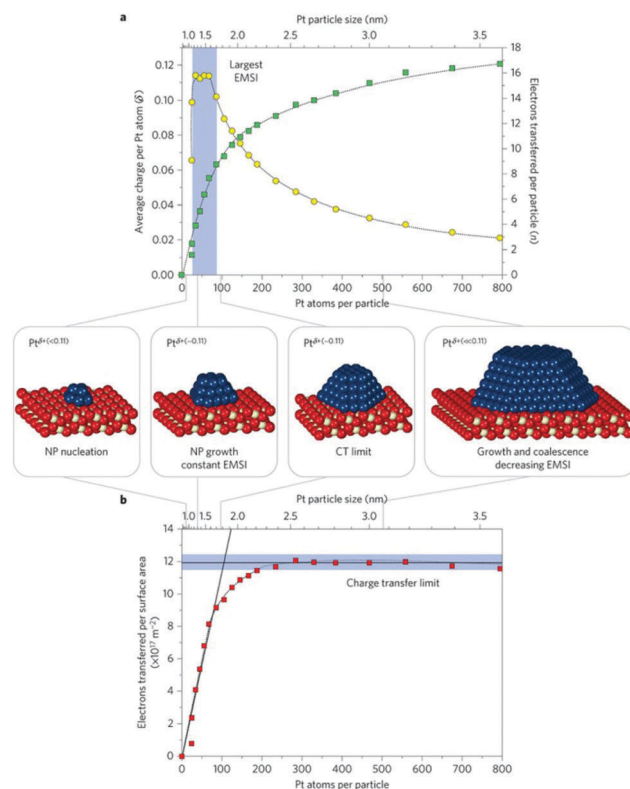 Pt particle size (nm)
a
1.0 1.5 2.0 2.5 3.0 3.5
Largest
EMSI
Average charge per Pt atom (δ̄)
0.12
0.10
0.08
0.06
0.04
0.02
0.00
Electrons transferred per particle (n)
18
16
14
12
10
8
6
4
2
0
0 100 200 300 400 500 600 700 800
Pt atoms per particle
Ptδ+(<0.11)
NP nucleation
Ptδ+(~0.11)
NP growth
constant EMSI
Ptδ+(~0.11)
CT limit
Ptδ+(≪0.11)
Growth and coalescence
decreasing EMSI
b
Pt particle size (nm)
1.0 1.5 2.0 2.5 3.0 3.5
Electrons transferred per surface area
(×10¹⁷ m⁻²)
14
12
10
8
6
4
2
0
Charge transfer limit
0 100 200 300 400 500 600 700 800
Pt atoms per particle